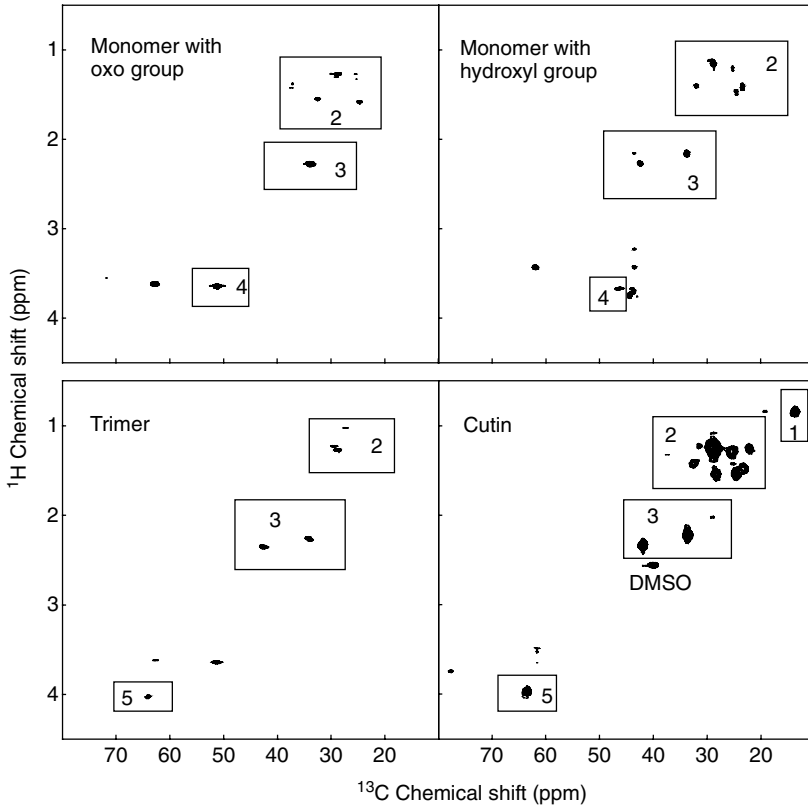 1
Monomer with
oxo group
2
2
3
3
4
4
Monomer with
hydroxyl group
2
3
4
¹H Chemical shift (ppm)
1
Trimer
2
2
3
3
4
5
Cutin
1
2
3
DMSO
5
70 60 50 40 30 20
70 60 50 40 30 20
¹³C Chemical shift (ppm)